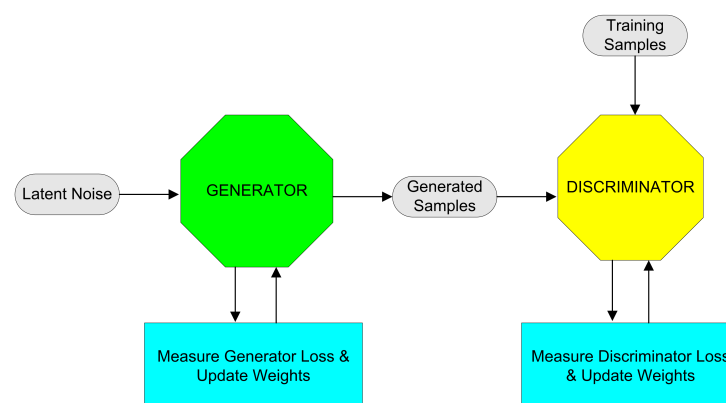 Training
Samples
Latent Noise
GENERATOR
Generated
Samples
DISCRIMINATOR
Measure Generator Loss &
Update Weights
Measure Discriminator Loss
& Update Weights